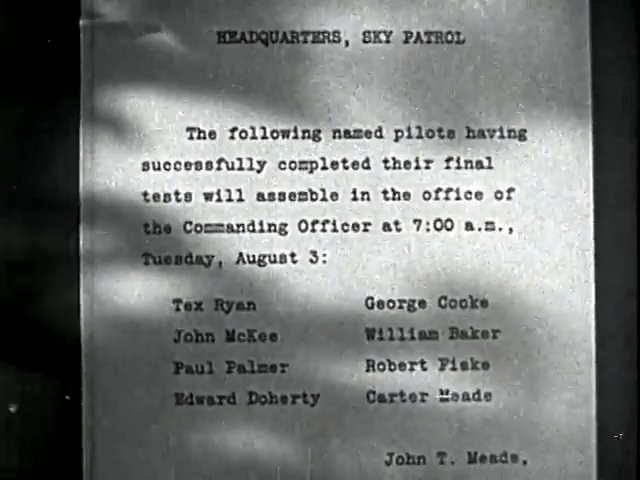 HEADQUARTERS, SKY PATROL
The following named pilots having
successfully completed their final
tests will assemble in the office of
the Commanding Officer at 7:00 a.m.,
Tuesday, August 3:
Tex Ryan George Cooke
John McKee William Baker
Paul Palmer Robert Fiske
Edward Doherty Carter Meade
John T. Meade,